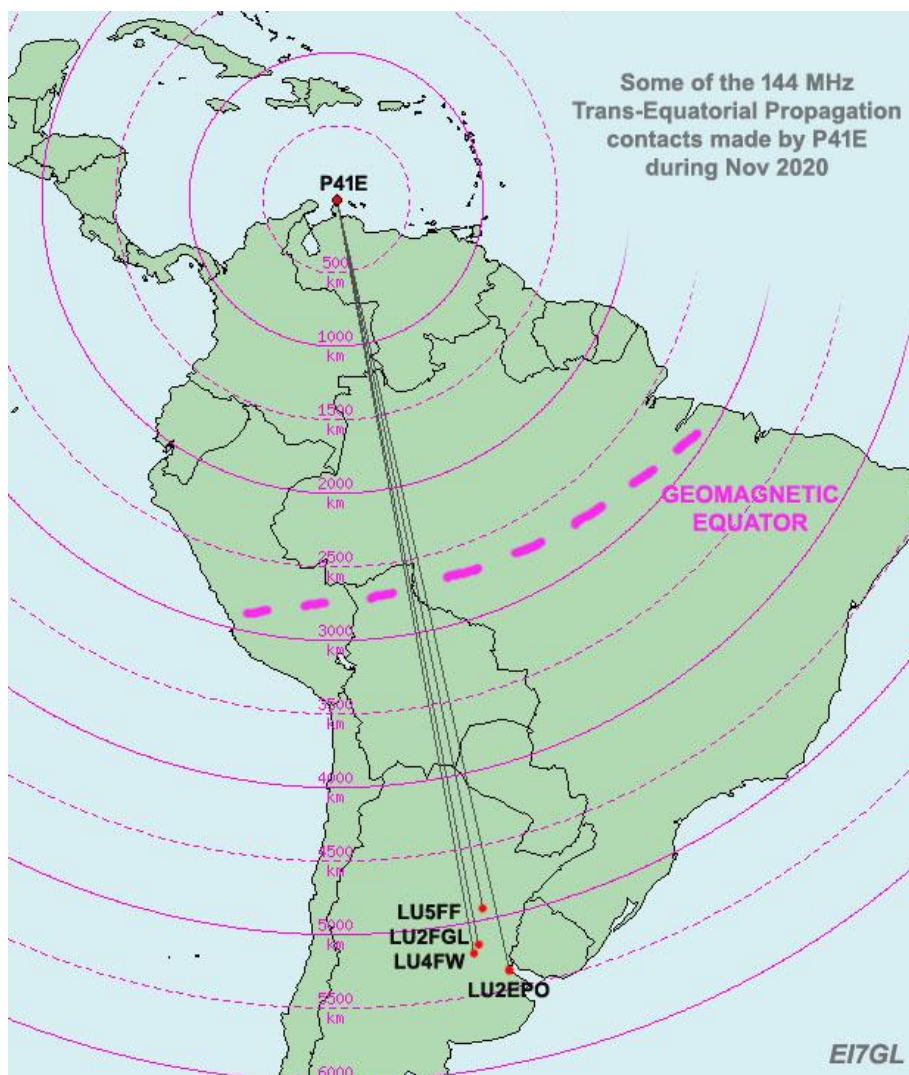 Some of the 144 MHz
Trans-Equatorial Propagation
contacts made by P41E
during Nov 2020
P41E
500
km
1000
km
1500
km
2000
km
GEOMAGNETIC
EQUATOR
2500
km
3000
km
3500
km
4000
km
4500
km
LU5FF
5000
km
LU2FGL
LU4FW
LU2EPO
5500
km
EI7GL
6000